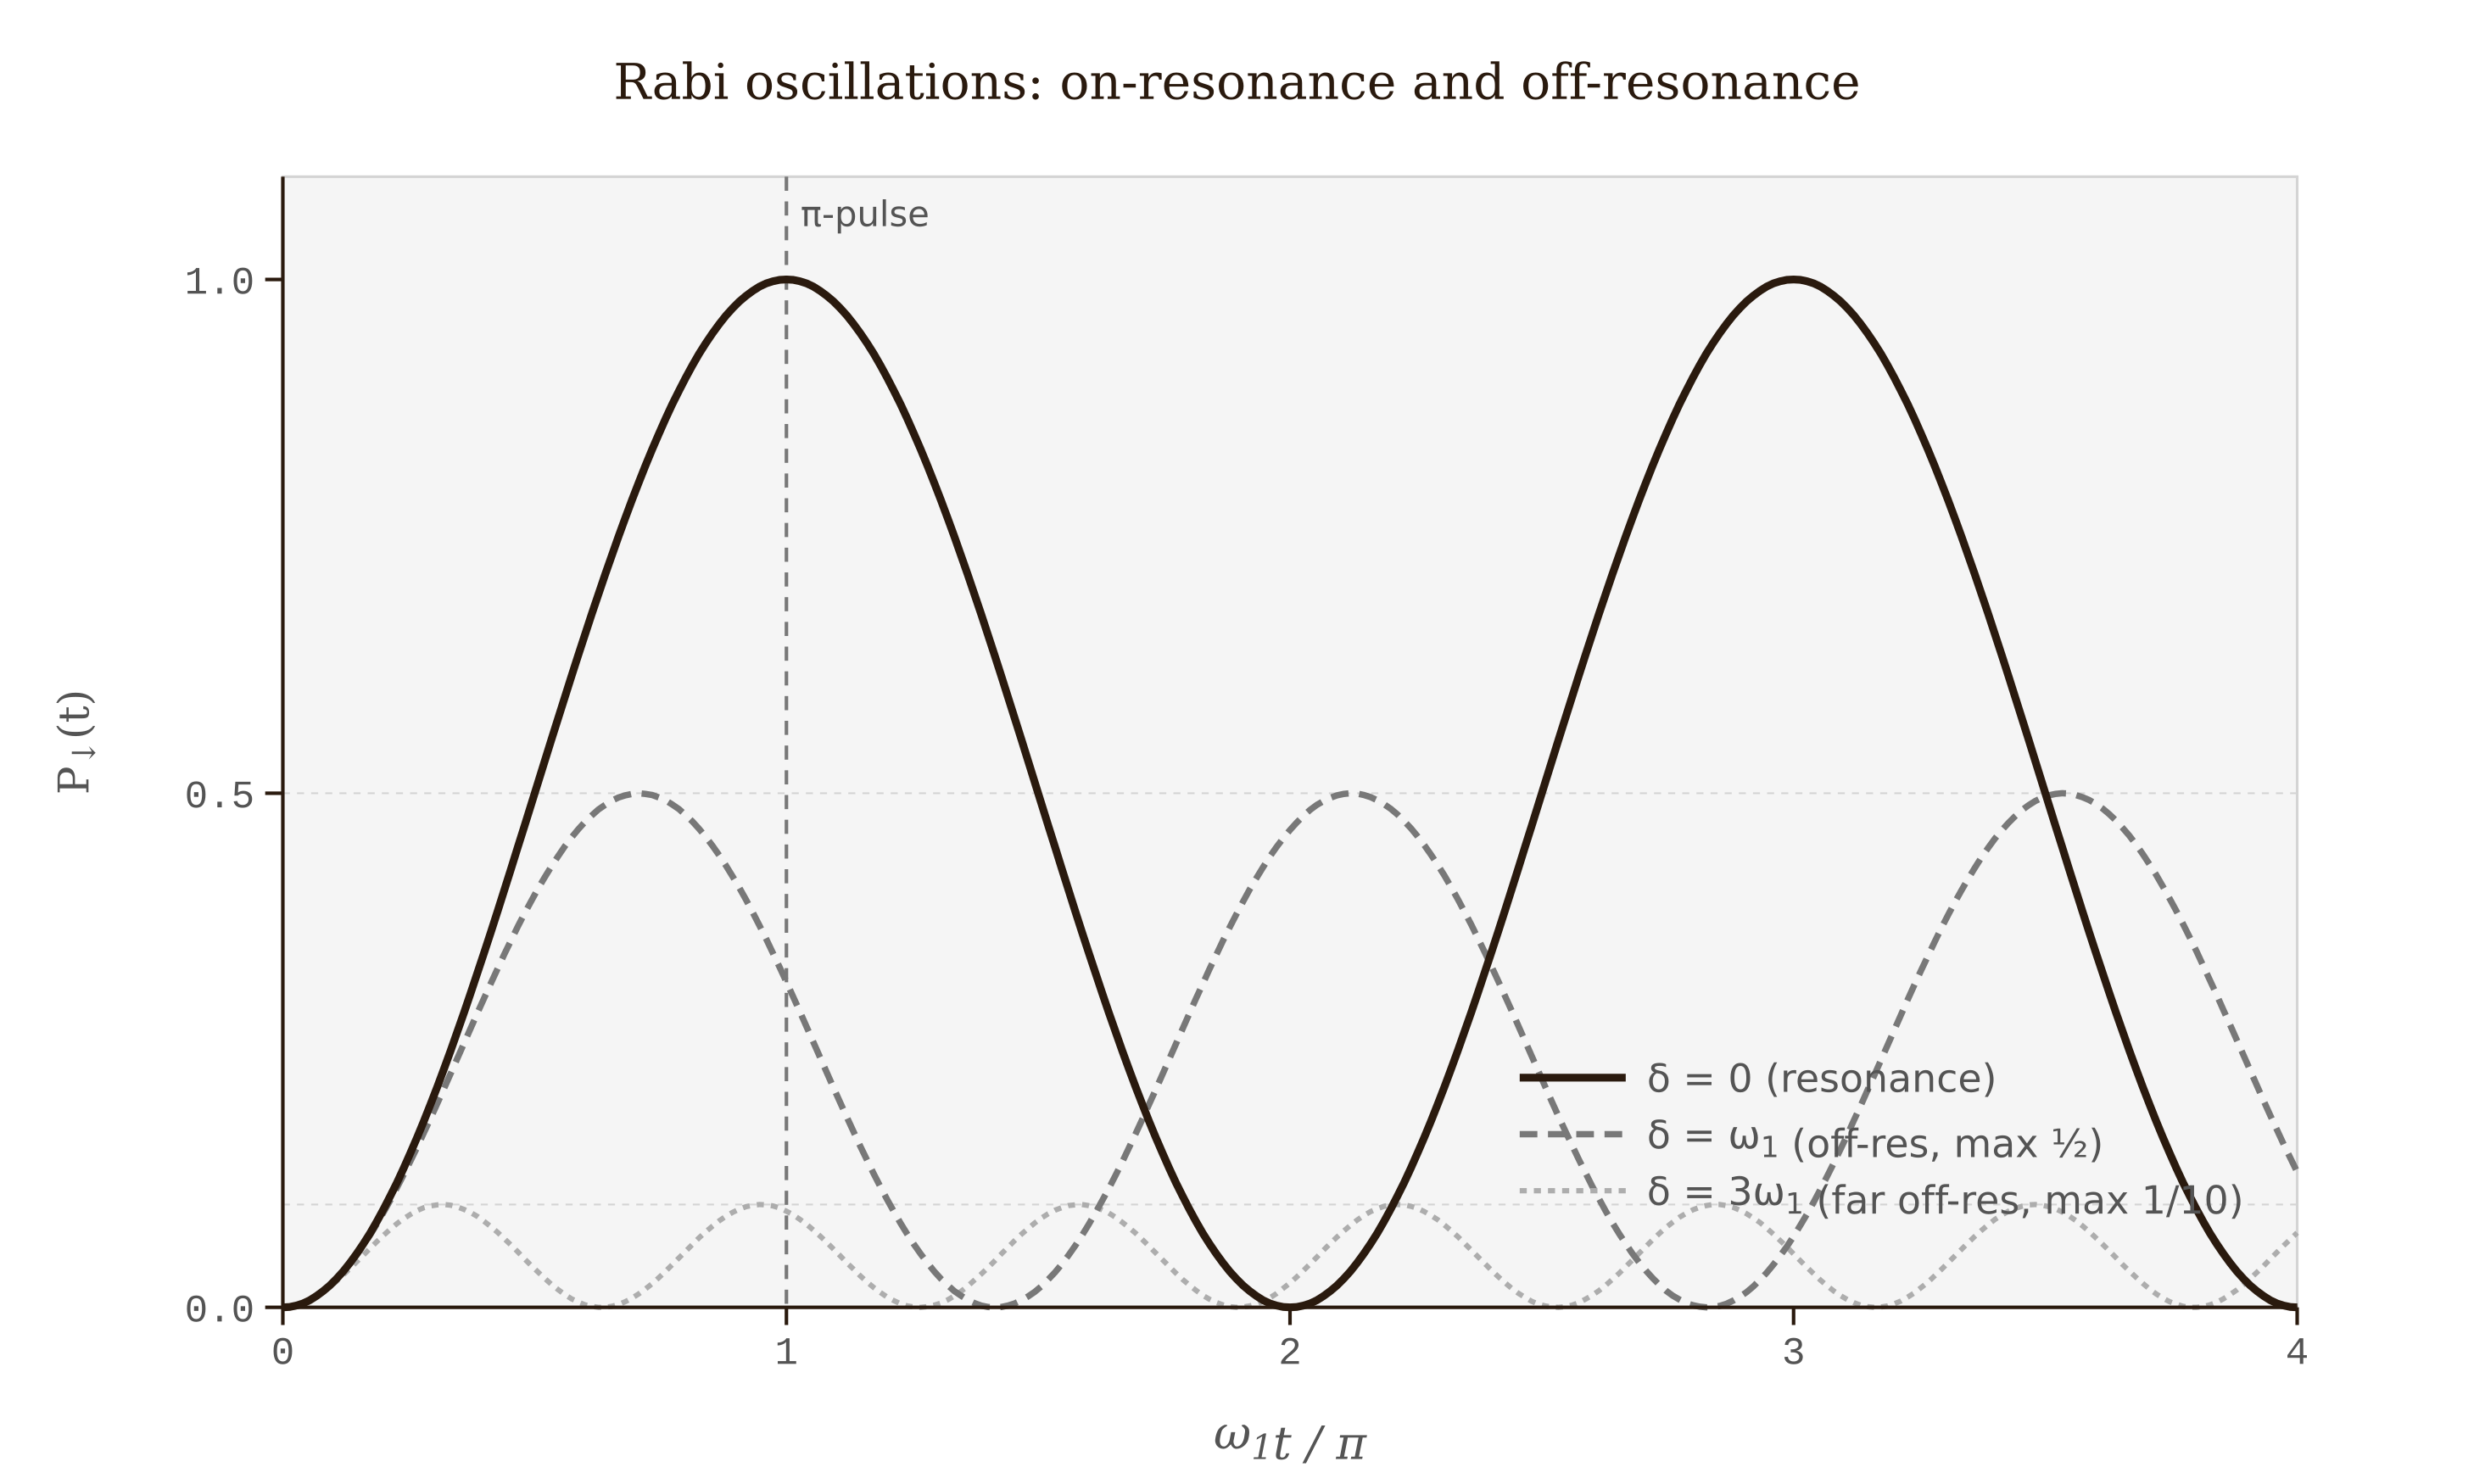 Rabi oscillations: on-resonance and off-resonance
π-pulse
1.0
P↓(t)
0.5
δ = 0 (resonance)
δ = ω₁ (off-res, max ½)
δ = 3ω₁ (far off-res, max 1/10)
0.0
0 1 2 3 4
ω₁t / π